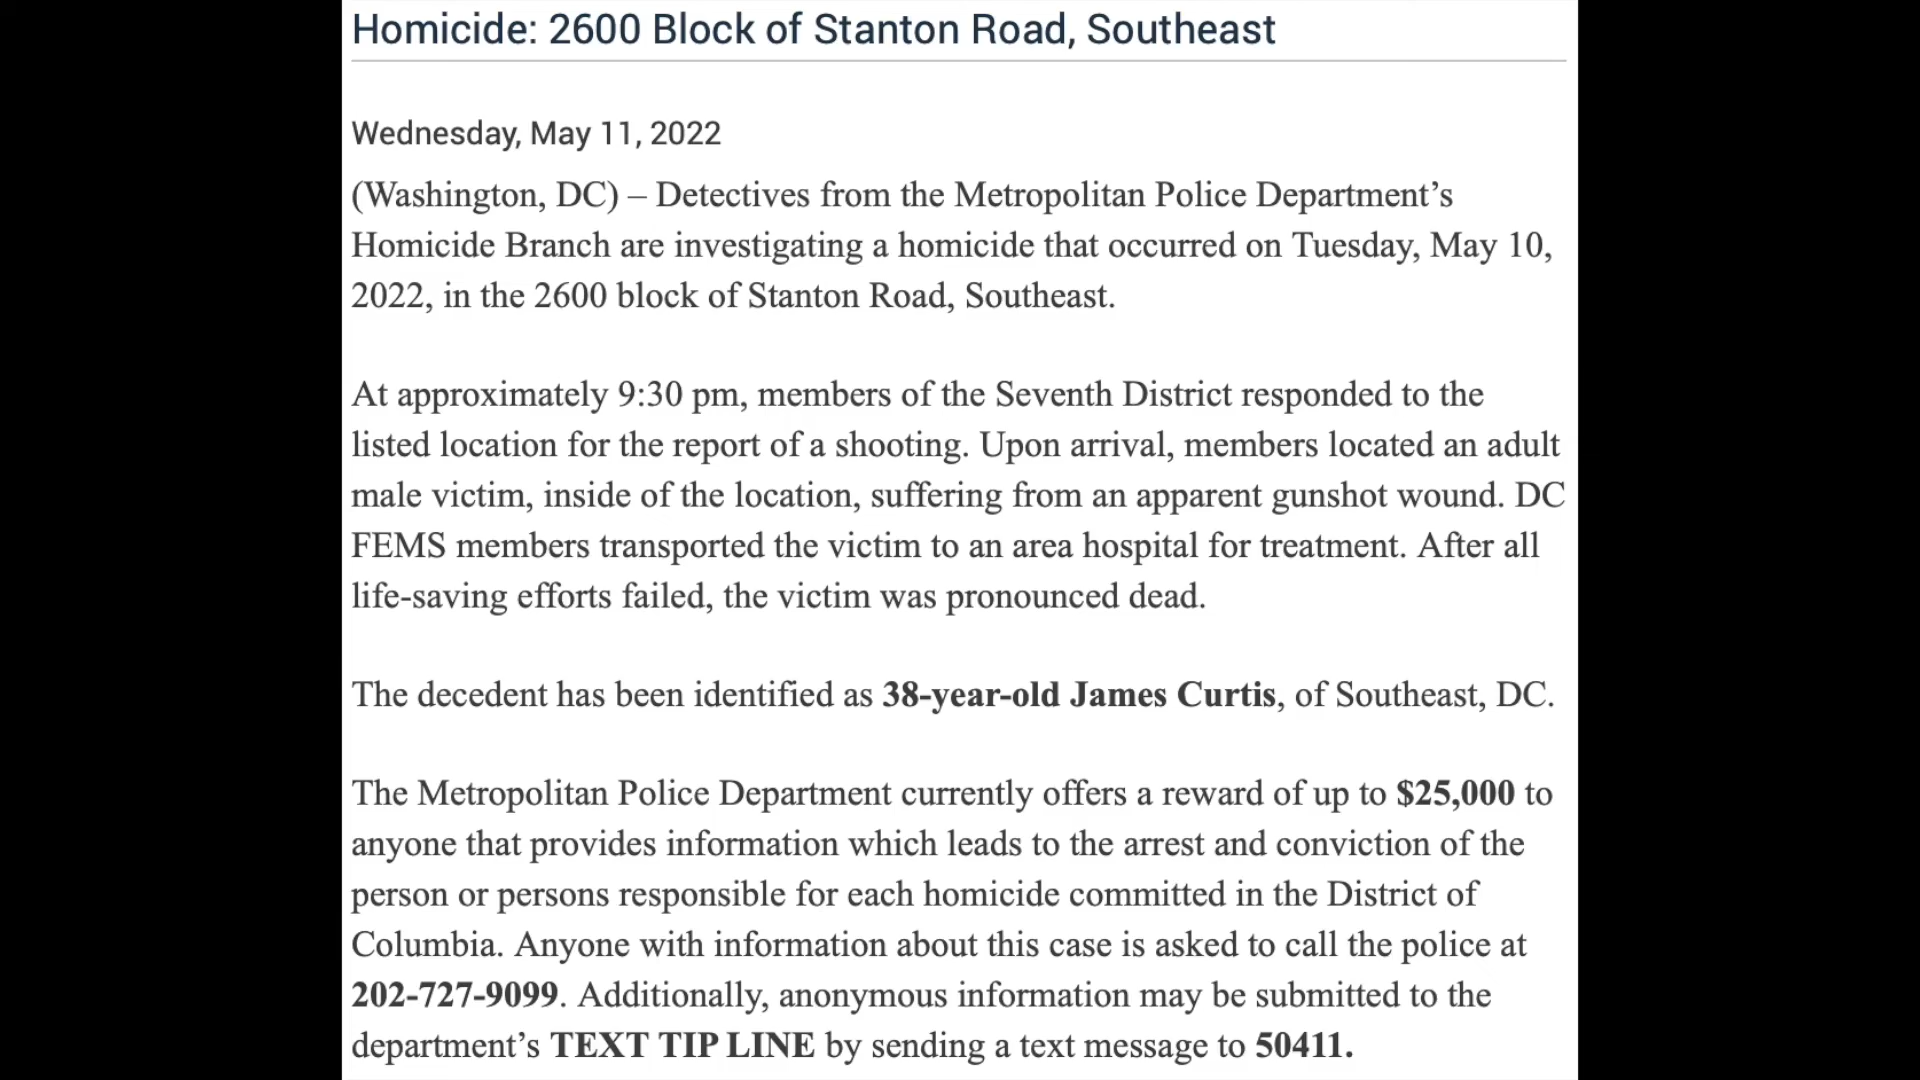 Homicide: 2600 Block of Stanton Road, Southeast
Wednesday, May 11, 2022
(Washington, DC) – Detectives from the Metropolitan Police Department’s
Homicide Branch are investigating a homicide that occurred on Tuesday, May 10,
2022, in the 2600 block of Stanton Road, Southeast.
At approximately 9:30 pm, members of the Seventh District responded to the
listed location for the report of a shooting. Upon arrival, members located an adult
male victim, inside of the location, suffering from an apparent gunshot wound. DC
FEMS members transported the victim to an area hospital for treatment. After all
life-saving efforts failed, the victim was pronounced dead.
The decedent has been identified as 38-year-old James Curtis, of Southeast, DC.
The Metropolitan Police Department currently offers a reward of up to $25,000 to
anyone that provides information which leads to the arrest and conviction of the
person or persons responsible for each homicide committed in the District of
Columbia. Anyone with information about this case is asked to call the police at
202-727-9099. Additionally, anonymous information may be submitted to the
department’s TEXT TIP LINE by sending a text message to 50411.